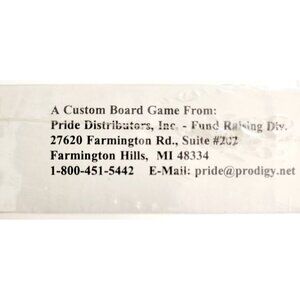 A Custom Board Game From:
Pride Distributors, Inc. - Fund Raising Div.
27620 Farmington Rd., Suite #202
Farmington Hills, MI 48334
1-800-451-5442 E-Mail: pride@prodigy.net